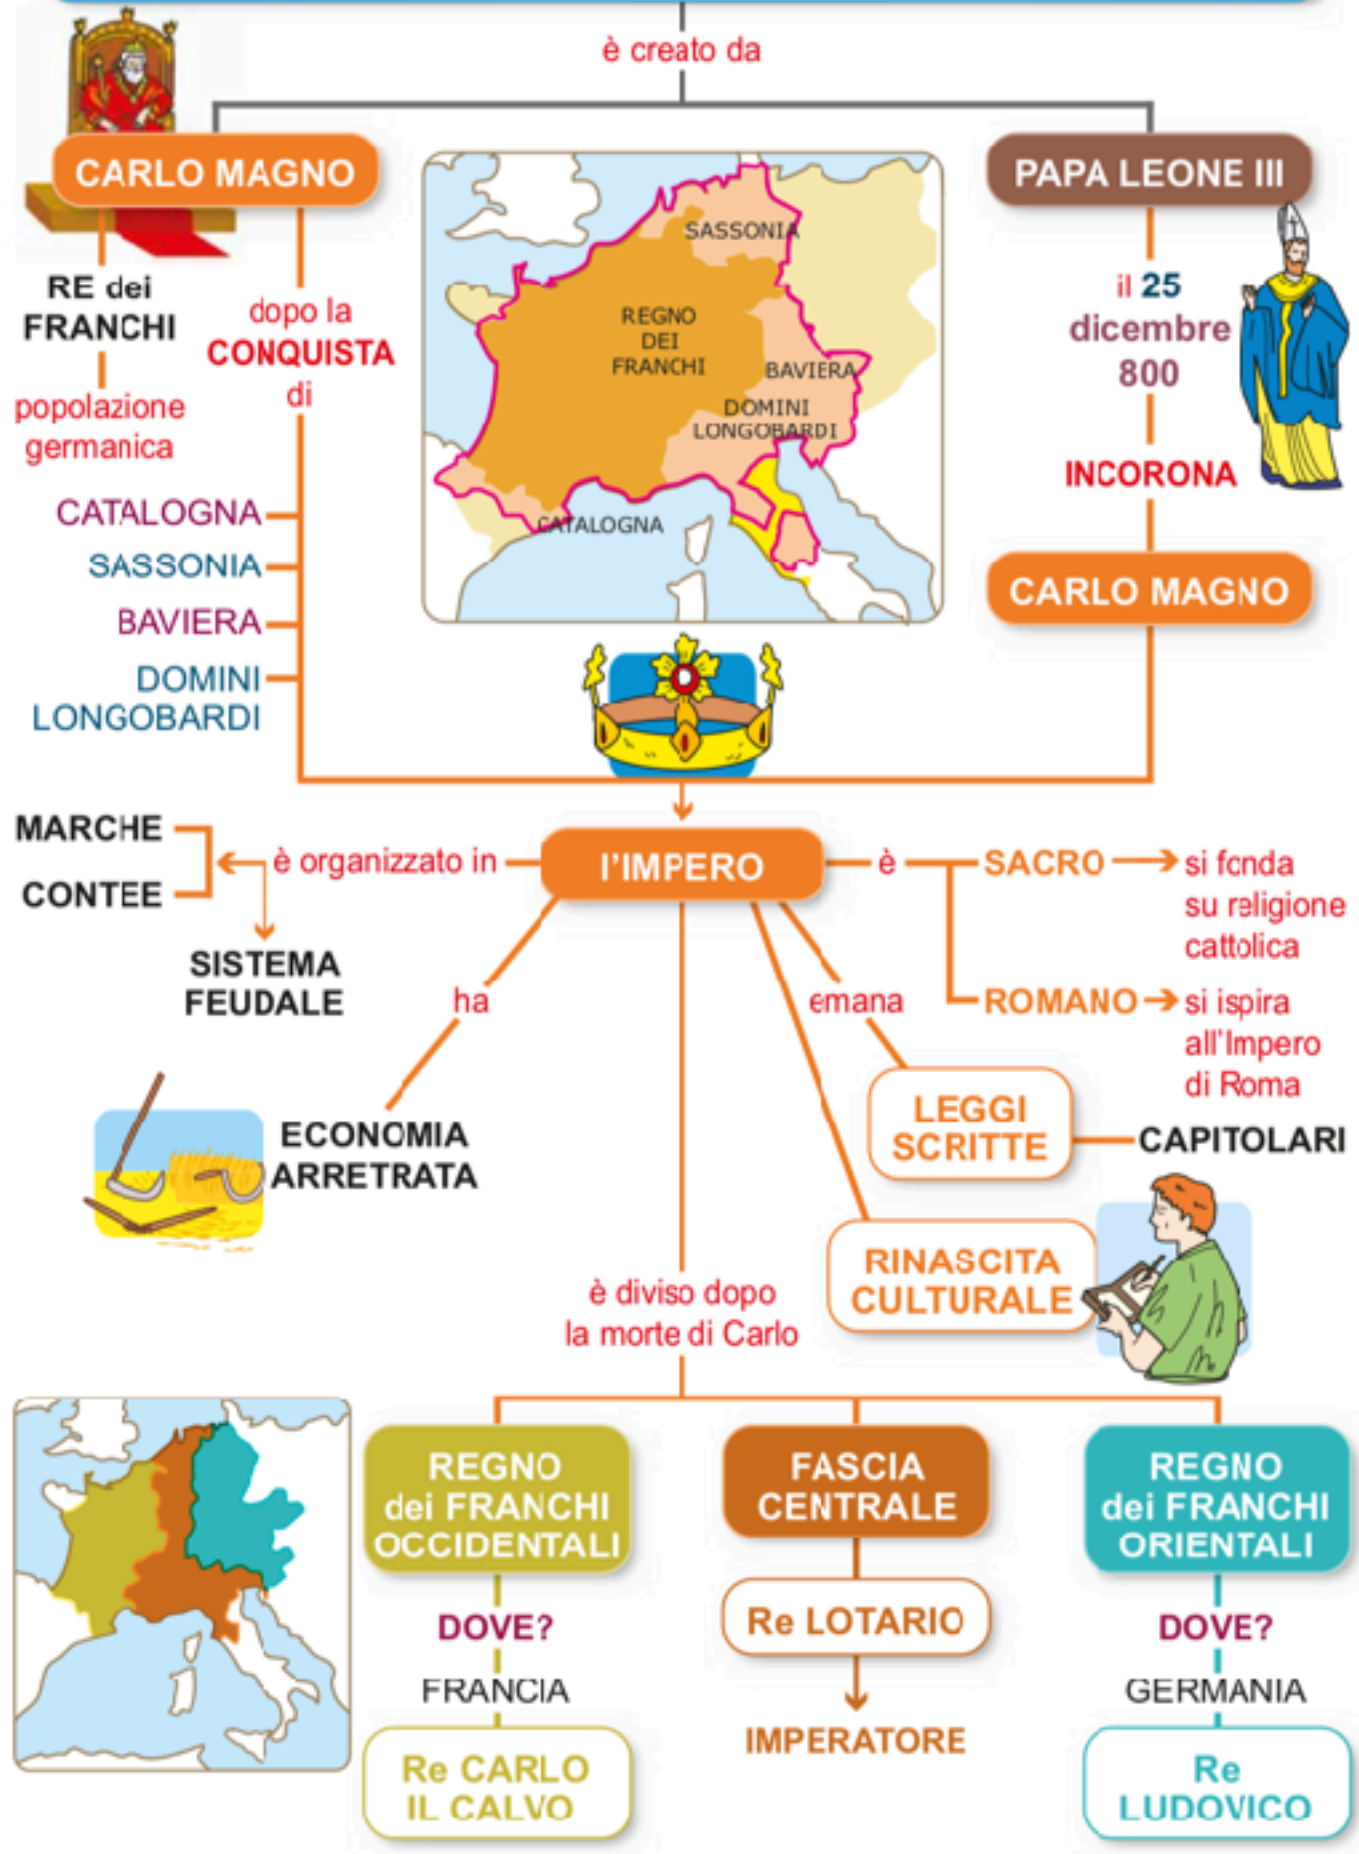 è creato da
CARLO MAGNO
PAPA LEONE III
RE dei
FRANCHI
popolazione
germanica
dopo la
CONQUISTA
di
CATALOGNA
SASSONIA
BAVIERA
DOMINI
LONGOBARDI
SASSONIA
REGNO
DEI
FRANCHI
BAVIERA
DOMINI
LONGOBARDI
CATALOGNA
il 25
dicembre
800
INCORONA
CARLO MAGNO
l'IMPERO
è organizzato in
MARCHE
CONTEE
SISTEMA
FEUDALE
ha
ECONOMIA
ARRETRATA
è
SACRO
si fonda
su religione
cattolica
ROMANO
si ispira
all'Impero
di Roma
emana
LEGGI
SCRITTE
CAPITOLARI
RINASCITA
CULTURALE
è diviso dopo
la morte di Carlo
REGNO
dei FRANCHI
OCCIDENTALI
DOVE?
FRANCIA
Re CARLO
IL CALVO
FASCIA
CENTRALE
Re LOTARIO
IMPERATORE
REGNO
dei FRANCHI
ORIENTALI
DOVE?
GERMANIA
Re
LUDOVICO